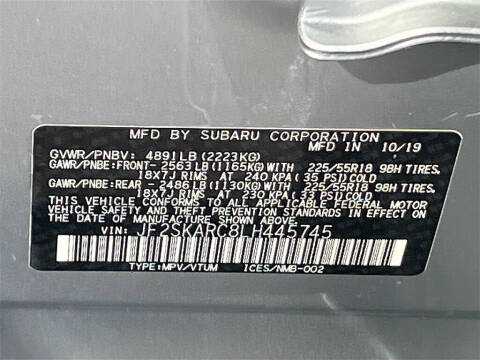 MFD BY SUBARU CORPORATION
GVWR/PNBV: 4891LB(2223KG) MFD IN 10/19
GAWR/PNBE:FRONT-2563LB(1165KG)WITH 225/55R18 98H TIRES.
18X7J RIMS AT 240 KPA(35 PSI)COLD
GAWR/PNBE:REAR -2486LB(1130KG)WITH 225/55R18 98H TIRES.
18X7J RIMS AT 230 KPA(33 PSI)COLD
THIS VEHICLE CONFORMS TO ALL APPLICABLE FEDERAL MOTOR
VEHICLE SAFETY AND THEFT PREVENTION STANDARDS IN EFFECT ON
THE DATE OF MANUFACTURE SHOWN ABOVE.
VIN: JF2SKARC8LH445745
TYPE:MPV/VTUM ICES/NMB-002